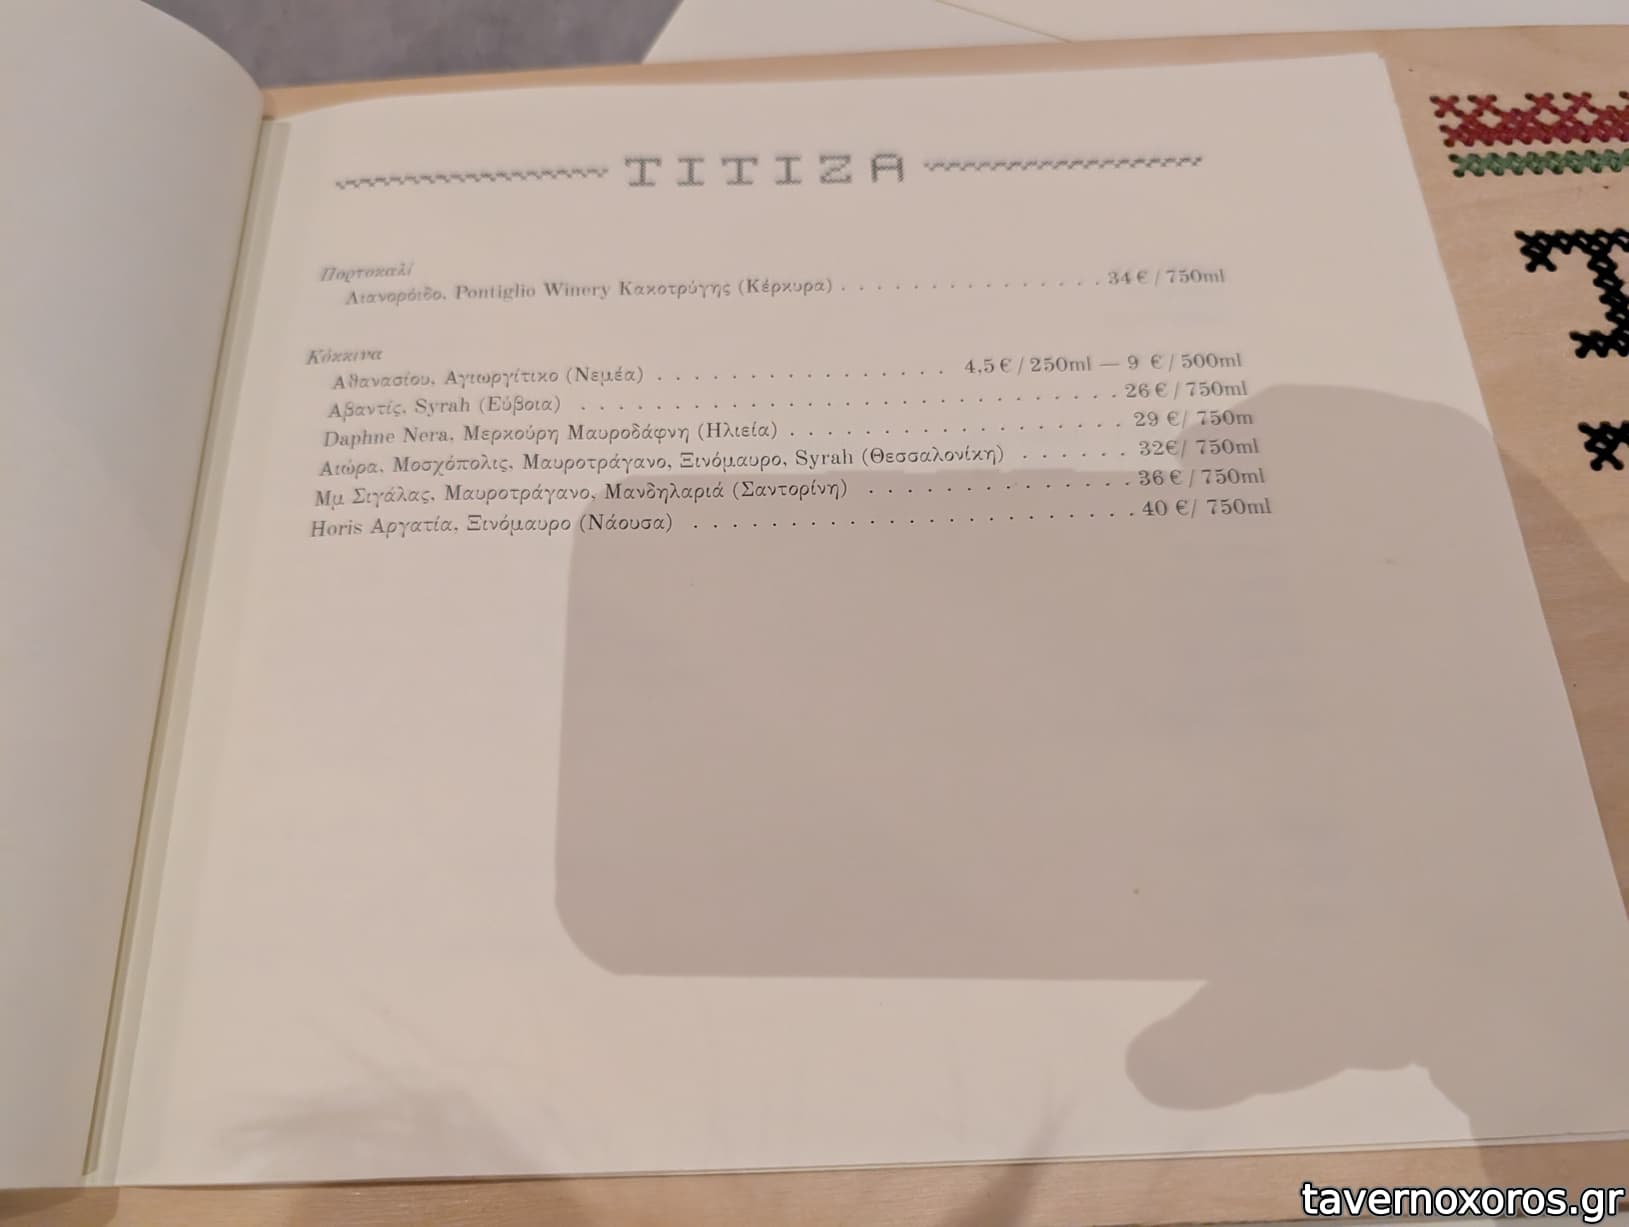 TITIZA
Πορτοκαλί
Λιανορόιδο, Pontiglio Winery Κακοτρύγης (Κέρκυρα) . . . . . . . . . . . . . . . 34 € / 750ml
Κόκκινα
Αθανασίου, Αγιωργίτικο (Νεμέα) . . . . . . . . . . . . . . . . 4,5 € / 250ml — 9 € / 500ml
Αβαντίς, Syrah (Εύβοια) . . . . . . . . . . . . . . . . . . . . . . . . . . . . 26 € / 750ml
Daphne Nera, Μερκούρη Μαυροδάφνη (Ηλιεία) . . . . . . . . . . . . . . . . . . 29 €/ 750m
Αιώρα, Μοσχόπολις, Μαυροτράγανο, Ξινόμαυρο, Syrah (Θεσσαλονίκη) . . . . . . 32€/ 750ml
Μμ Σιγάλας, Μαυροτράγανο, Μανδηλαριά (Σαντορίνη) . . . . . . . . . . . . . . 36 € / 750ml
Horis Αργατία, Ξινόμαυρο (Νάουσα) . . . . . . . . . . . . . . . . . . . . . . . 40 €/ 750ml
tavernoxoros.gr